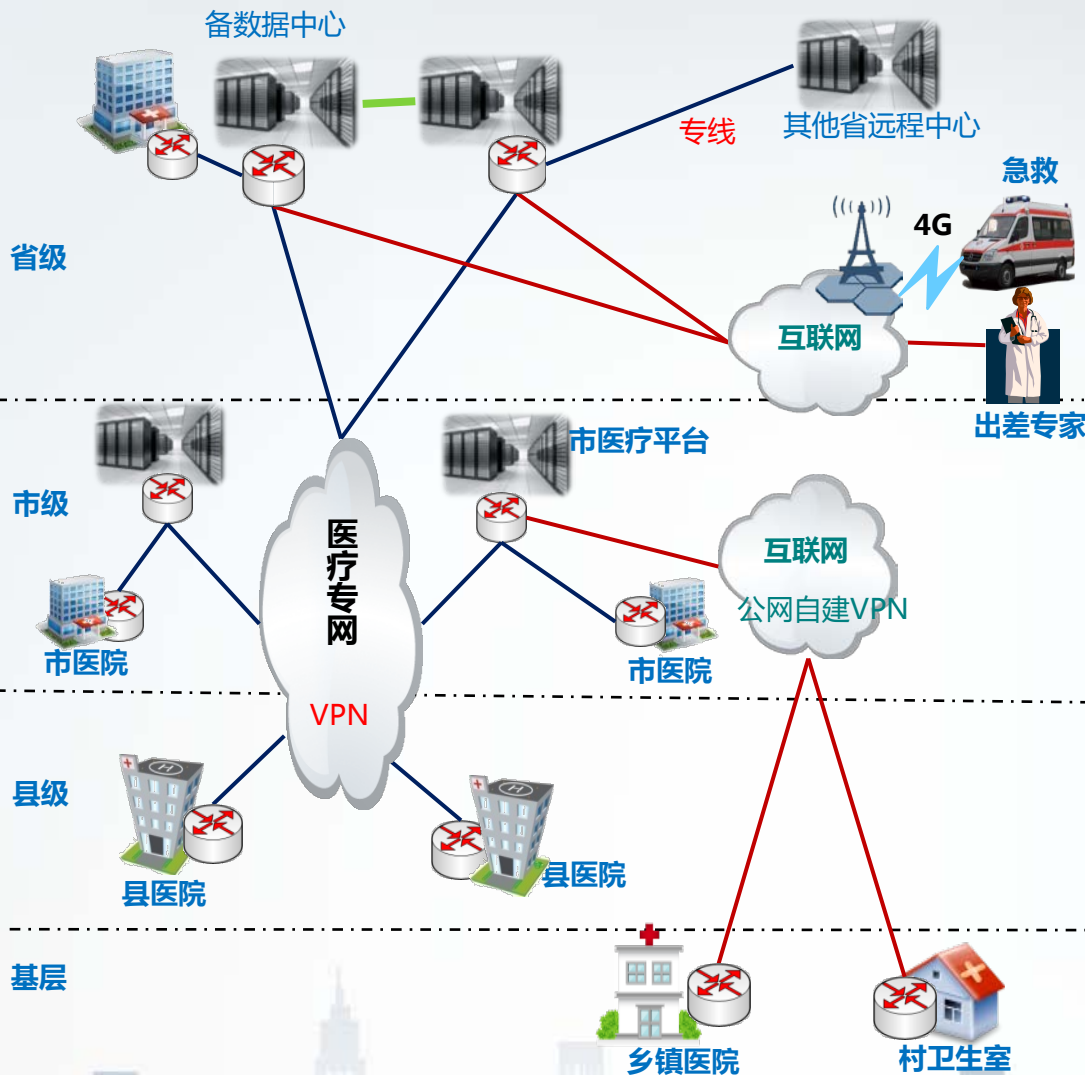 备数据中心
专线
其他省远程中心
急救
4G
省级
互联网
出差专家
市医疗平台
市级
医疗专网
互联网
公网自建VPN
市医院
市医院
VPN
县级
县医院
县医院
基层
乡镇医院
村卫生室